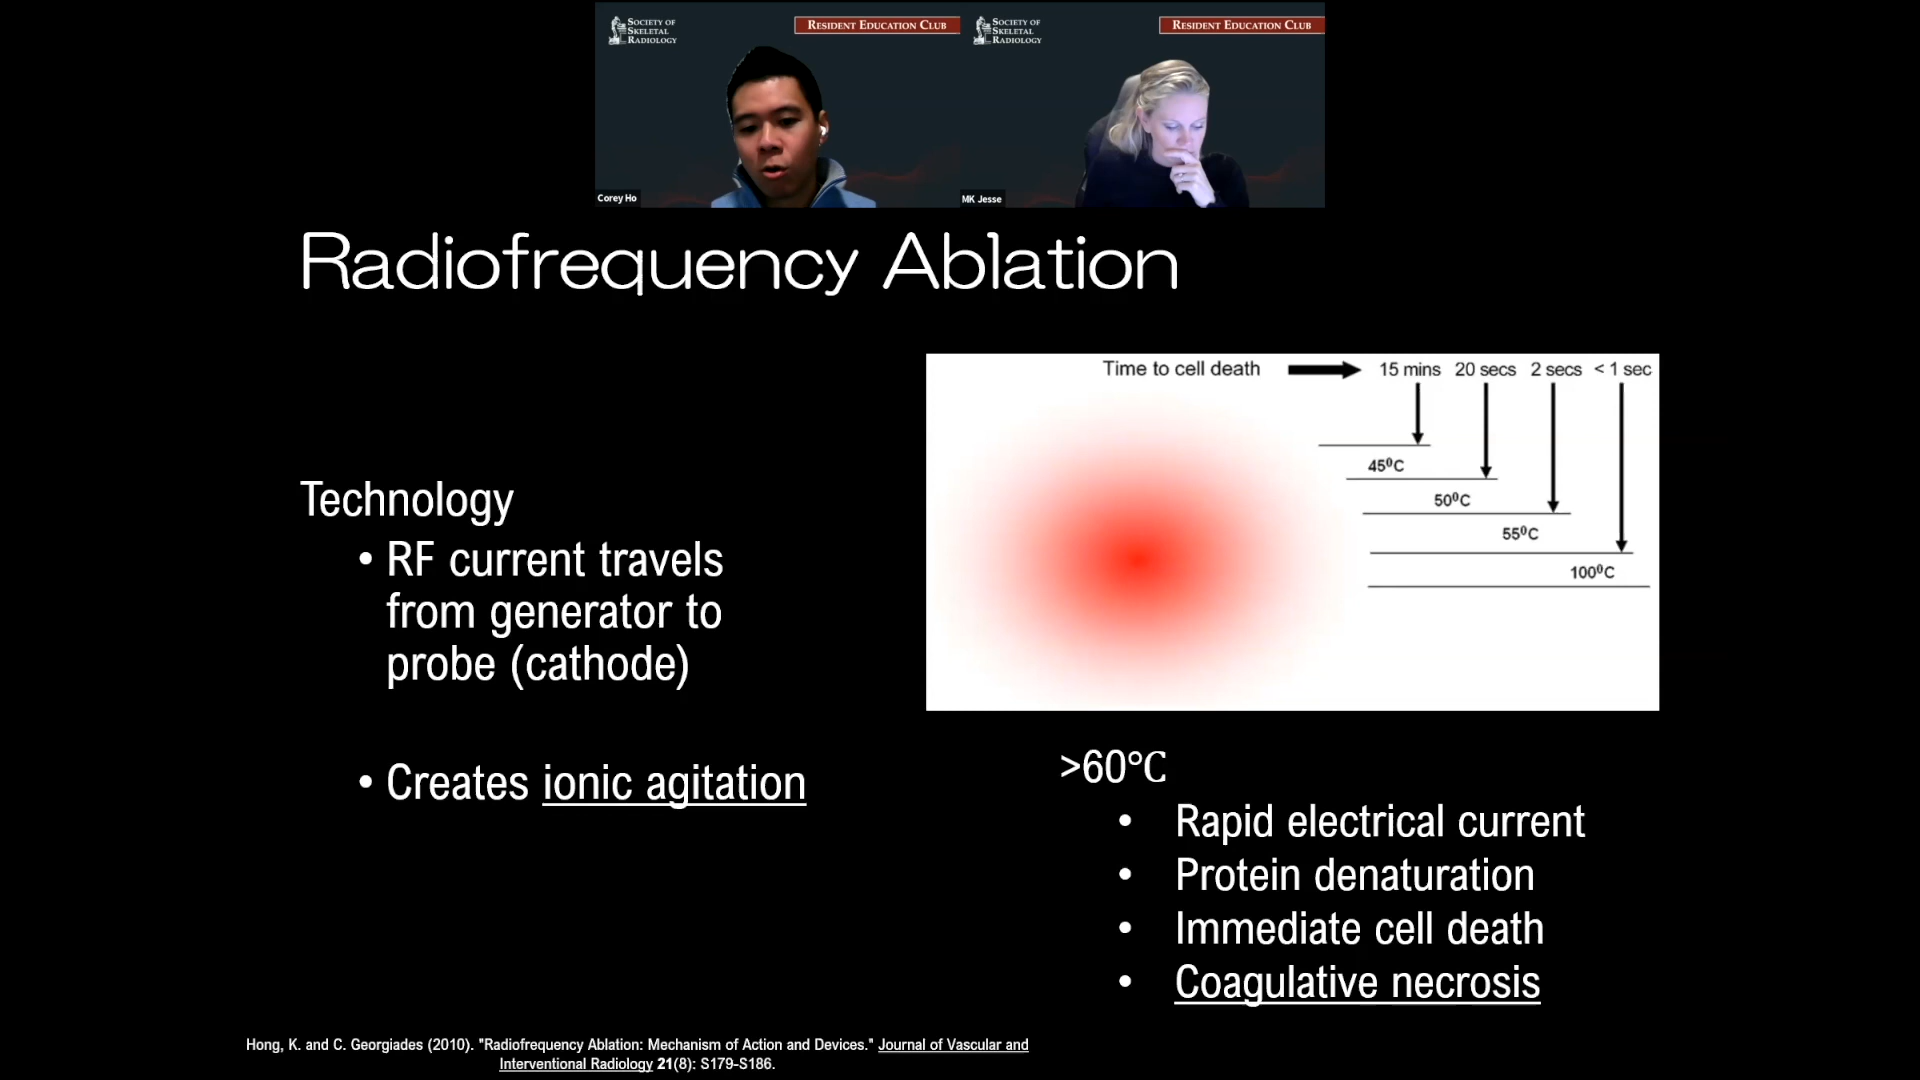 SOCIETY OF
SKELETAL
RADIOLOGY
RESIDENT EDUCATION CLUB
Corey Ho
SOCIETY OF
SKELETAL
RADIOLOGY
RESIDENT EDUCATION CLUB
MK Jesse
Radiofrequency Ablation
Technology
• RF current travels
from generator to
probe (cathode)
• Creates ionic agitation
Time to cell death 15 mins 20 secs 2 secs < 1 sec
45⁰C
50⁰C
55⁰C
100⁰C
>60℃
• Rapid electrical current
• Protein denaturation
• Immediate cell death
• Coagulative necrosis
Hong, K. and C. Georgiades (2010). "Radiofrequency Ablation: Mechanism of Action and Devices." Journal of Vascular and
Interventional Radiology 21(8): S179-S186.